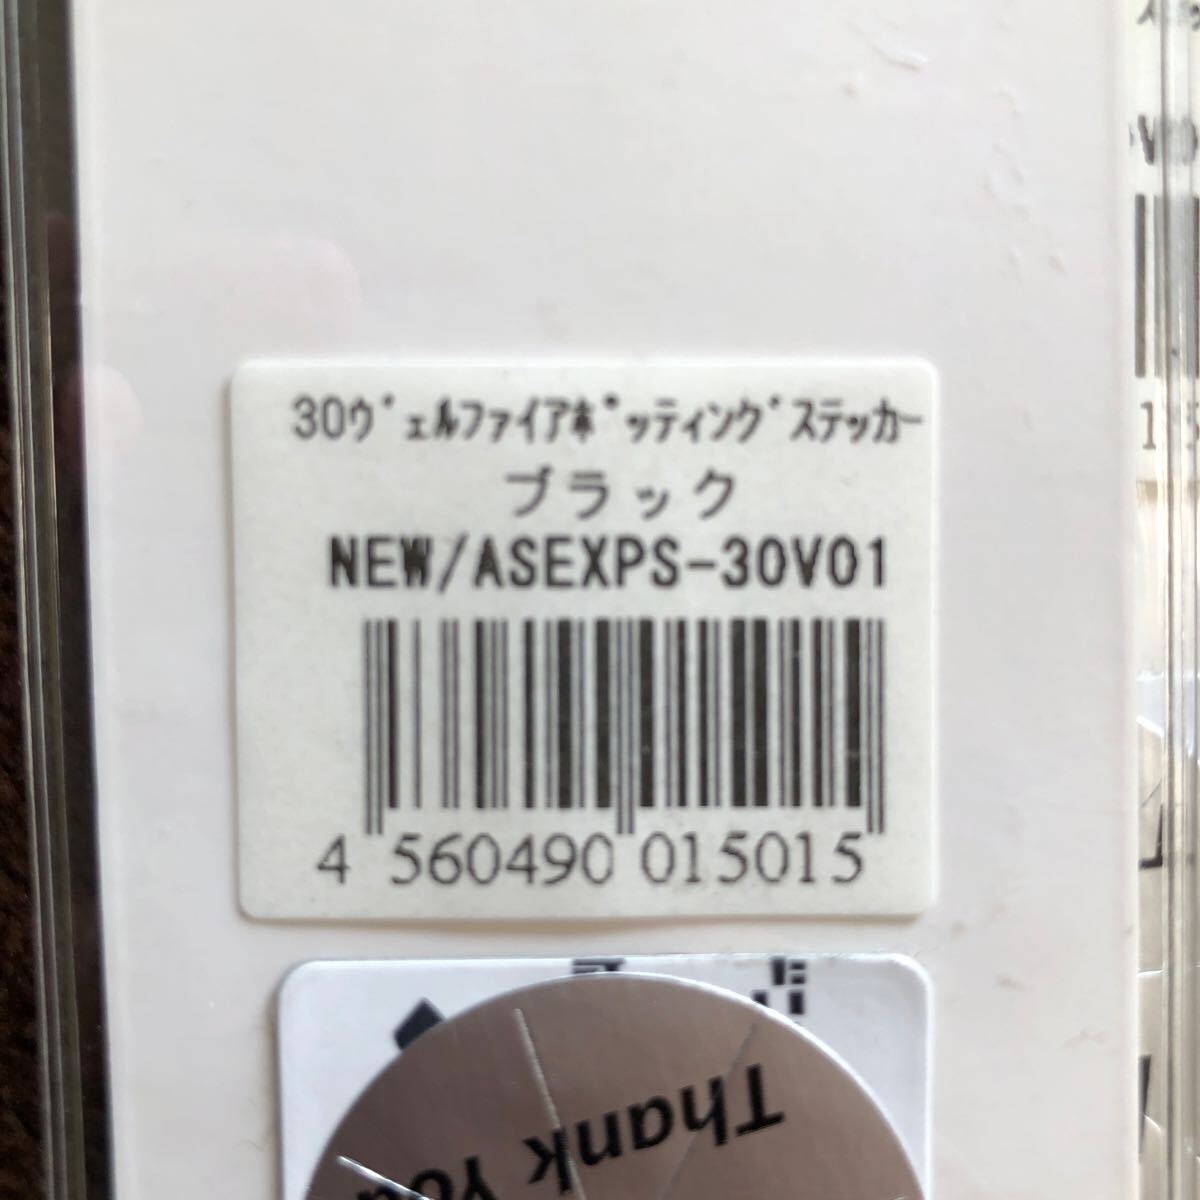 30ｳﾞｪﾙﾌｧｲｱﾎﾟｯﾃｨﾝｸﾞｽﾃｯｶｰ
ブラック
NEW/ASEXPS-30V01
4 560490 015015
Thank You